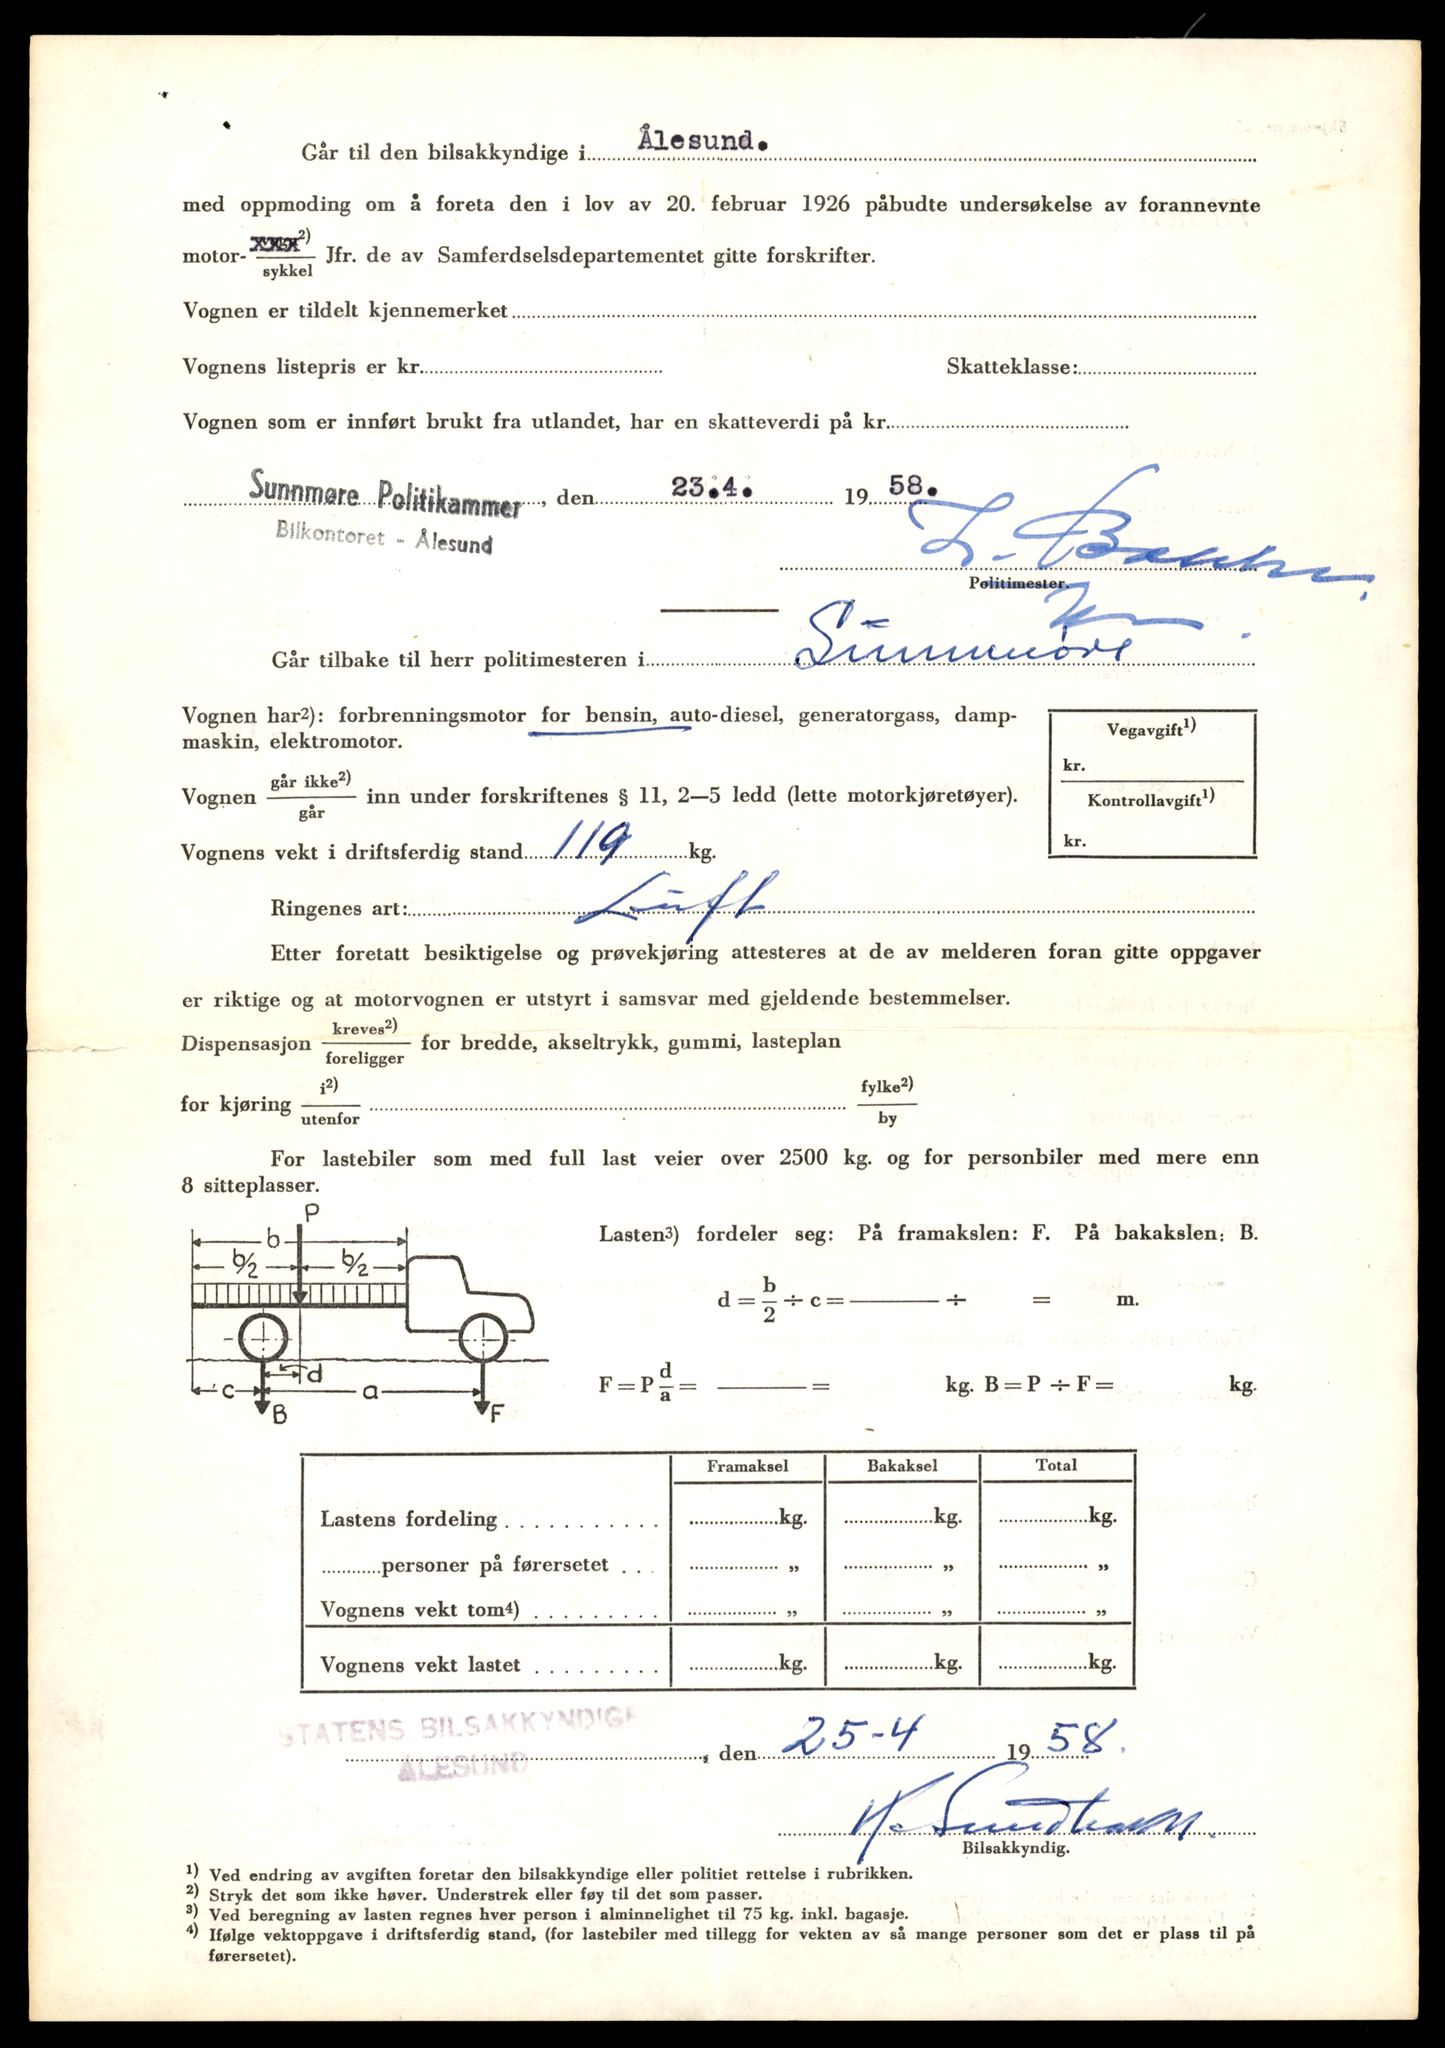 Går til den bilsakkyndige i Ålesund.
med oppmoding om å foreta den i lov av 20. februar 1926 påbudte undersøkelse av forannevnte
motor- xxx2)/sykkel Jfr. de av Samferdselsdepartementet gitte forskrifter.
Vognen er tildelt kjennemerket
Vognens listepris er kr. Skatteklasse:
Vognen som er innført brukt fra utlandet, har en skatteverdi på kr.
Sunnmøre Politikammer, den 23.4. 1958.
Bilkontoret - Ålesund
Politimester.
Går tilbake til herr politimesteren i Sunnmøre
Vognen har2): forbrenningsmotor for bensin, auto-diesel, generatorgass, damp-
maskin, elektromotor.
Vegavgift1)
kr.
Kontrollavgift1)
kr.
Vognen går ikke2)/går inn under forskriftenes § 11, 2—5 ledd (lette motorkjøretøyer).
Vognens vekt i driftsferdig stand 119 kg.
Ringenes art: Luft
Etter foretatt besiktigelse og prøvekjøring attesteres at de av melderen foran gitte oppgaver
er riktige og at motorvognen er utstyrt i samsvar med gjeldende bestemmelser.
Dispensasjon kreves2)/foreligger for bredde, akseltrykk, gummi, lasteplan
for kjøring i2)/utenfor fylke2)/by
For lastebiler som med full last veier over 2500 kg. og for personbiler med mere enn
8 sitteplasser.
P
b
b/2 b/2
d
c a
B F
Lasten3) fordeler seg: På framakslen: F. På bakakslen: B.
d = b/2 ÷ c = ——— ÷ = m.
F = P d/a = ——— = kg. B = P ÷ F = kg.
Framaksel Bakaksel Total
Lastens fordeling . . . . . . . . . . . kg. kg. kg.
personer på førersetet . . . „ „ „
Vognens vekt tom4) . . . . . . . . . „ „ „
Vognens vekt lastet . . . . . . . . . kg. kg. kg.
STATENS BILSAKKYNDIGE
ÅLESUND
, den 25-4 1958.
Bilsakkyndig.
1) Ved endring av avgiften foretar den bilsakkyndige eller politiet rettelse i rubrikken.
2) Stryk det som ikke høver. Understrek eller føy til det som passer.
3) Ved beregning av lasten regnes hver person i alminnelighet til 75 kg. inkl. bagasje.
4) Ifølge vektoppgave i driftsferdig stand, (for lastebiler med tillegg for vekten av så mange personer som det er plass til på
førersetet).